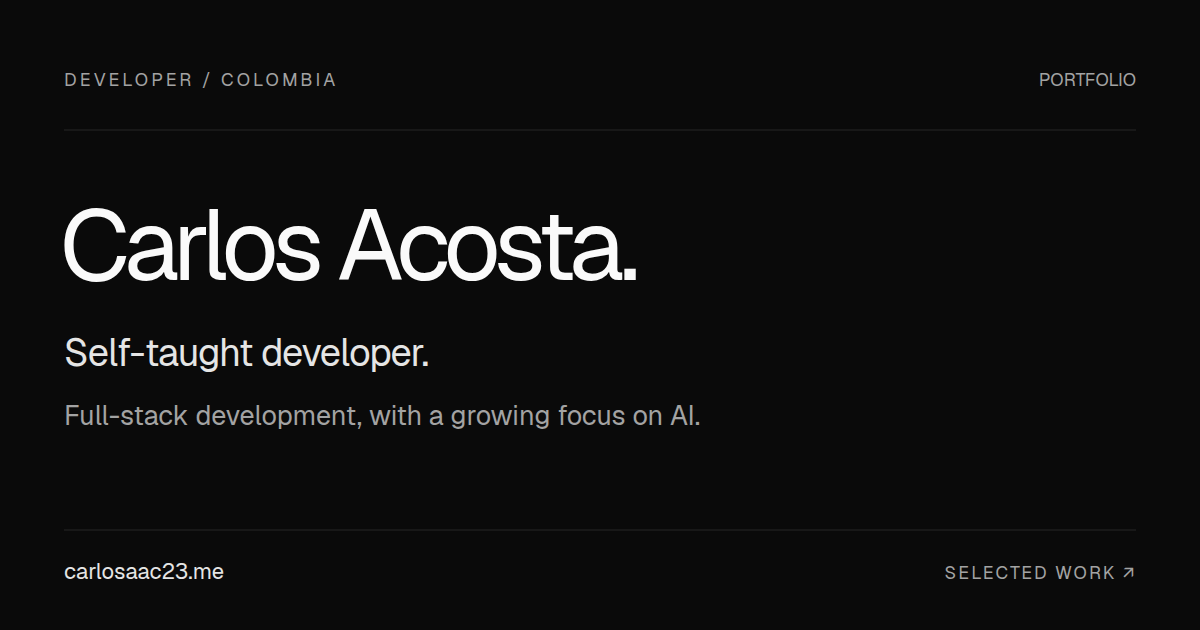 DEVELOPER / COLOMBIA
PORTFOLIO
Carlos Acosta.
Self-taught developer.
Full-stack development, with a growing focus on AI.
carlosaac23.me
SELECTED WORK ↗